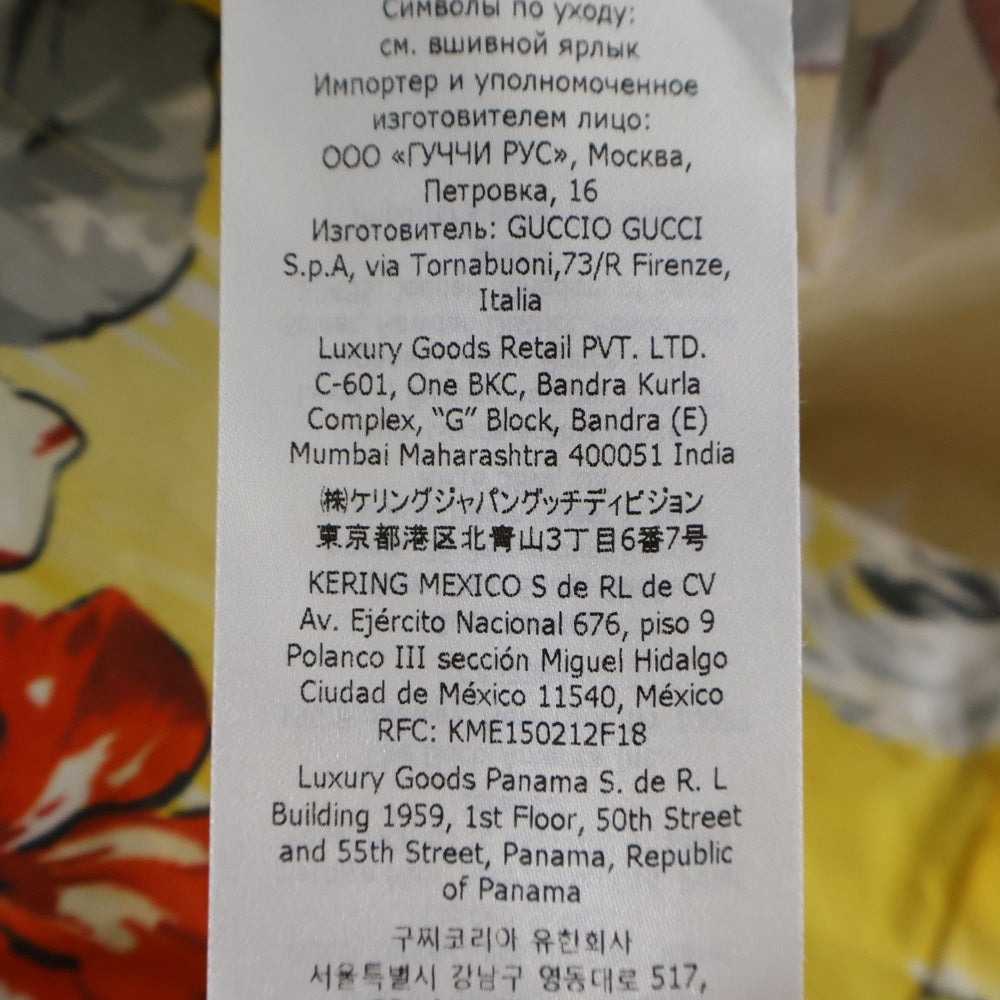 Символы по уходу:
см. вшивной ярлык
Импортер и уполномоченное
изготовителем лицо:
ООО «ГУЧЧИ РУС», Москва,
Петровка, 16
Изготовитель: GUCCIO GUCCI
S.p.A, via Tornabuoni,73/R Firenze,
Italia
Luxury Goods Retail PVT. LTD.
C-601, One BKC, Bandra Kurla
Complex, “G” Block, Bandra (E)
Mumbai Maharashtra 400051 India
㈱ケリングジャパングッチディビジョン
東京都港区北青山3丁目6番7号
KERING MEXICO S de RL de CV
Av. Ejército Nacional 676, piso 9
Polanco III sección Miguel Hidalgo
Ciudad de México 11540, México
RFC: KME150212F18
Luxury Goods Panama S. de R. L
Building 1959, 1st Floor, 50th Street
and 55th Street, Panama, Republic
of Panama
구찌코리아 유한회사
서울특별시 강남구 영동대로 517,